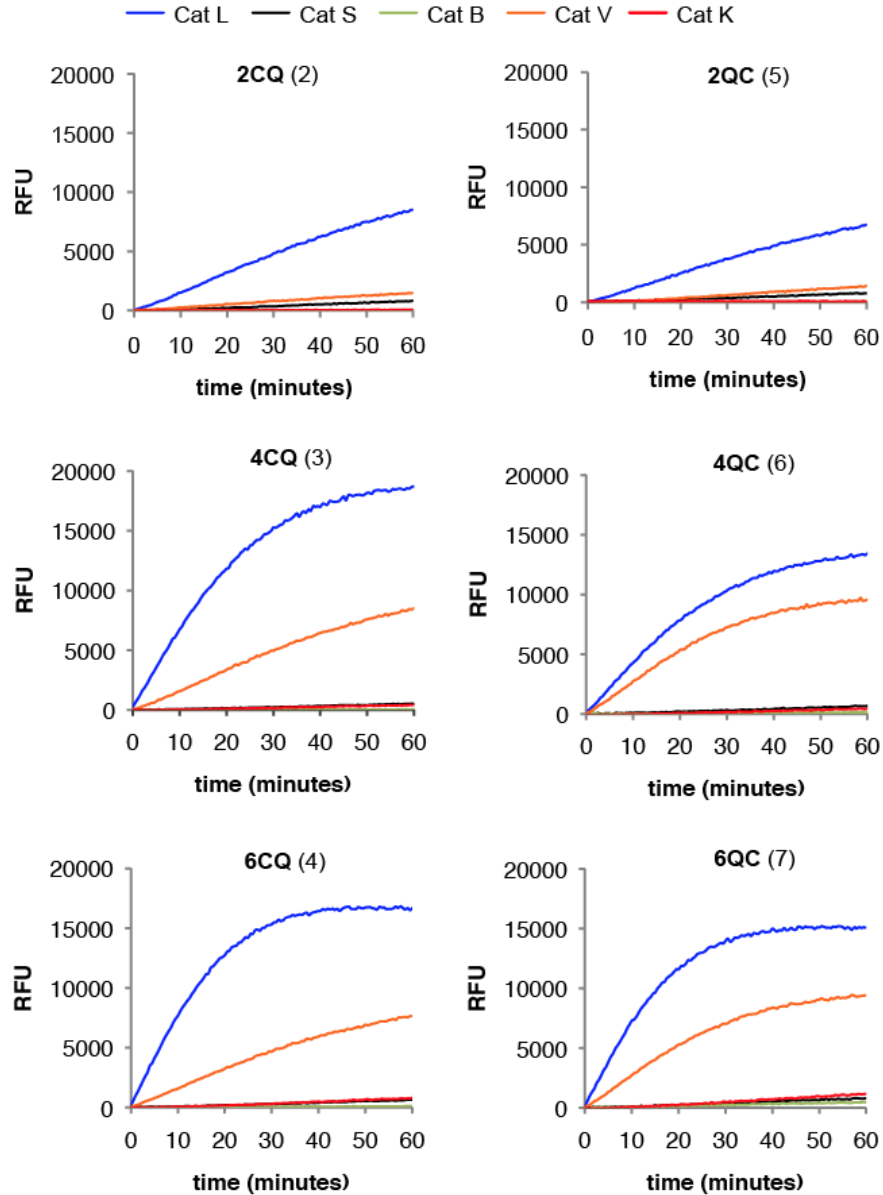 Cat L Cat S Cat B Cat V Cat K
2CQ (2)
20000
15000
10000
5000
0
RFU
0 10 20 30 40 50 60
time (minutes)
2QC (5)
20000
15000
10000
5000
0
RFU
0 10 20 30 40 50 60
time (minutes)
4CQ (3)
20000
15000
10000
5000
0
RFU
0 10 20 30 40 50 60
time (minutes)
4QC (6)
20000
15000
10000
5000
0
RFU
0 10 20 30 40 50 60
time (minutes)
6CQ (4)
20000
15000
10000
5000
0
RFU
0 10 20 30 40 50 60
time (minutes)
6QC (7)
20000
15000
10000
5000
0
RFU
0 10 20 30 40 50 60
time (minutes)